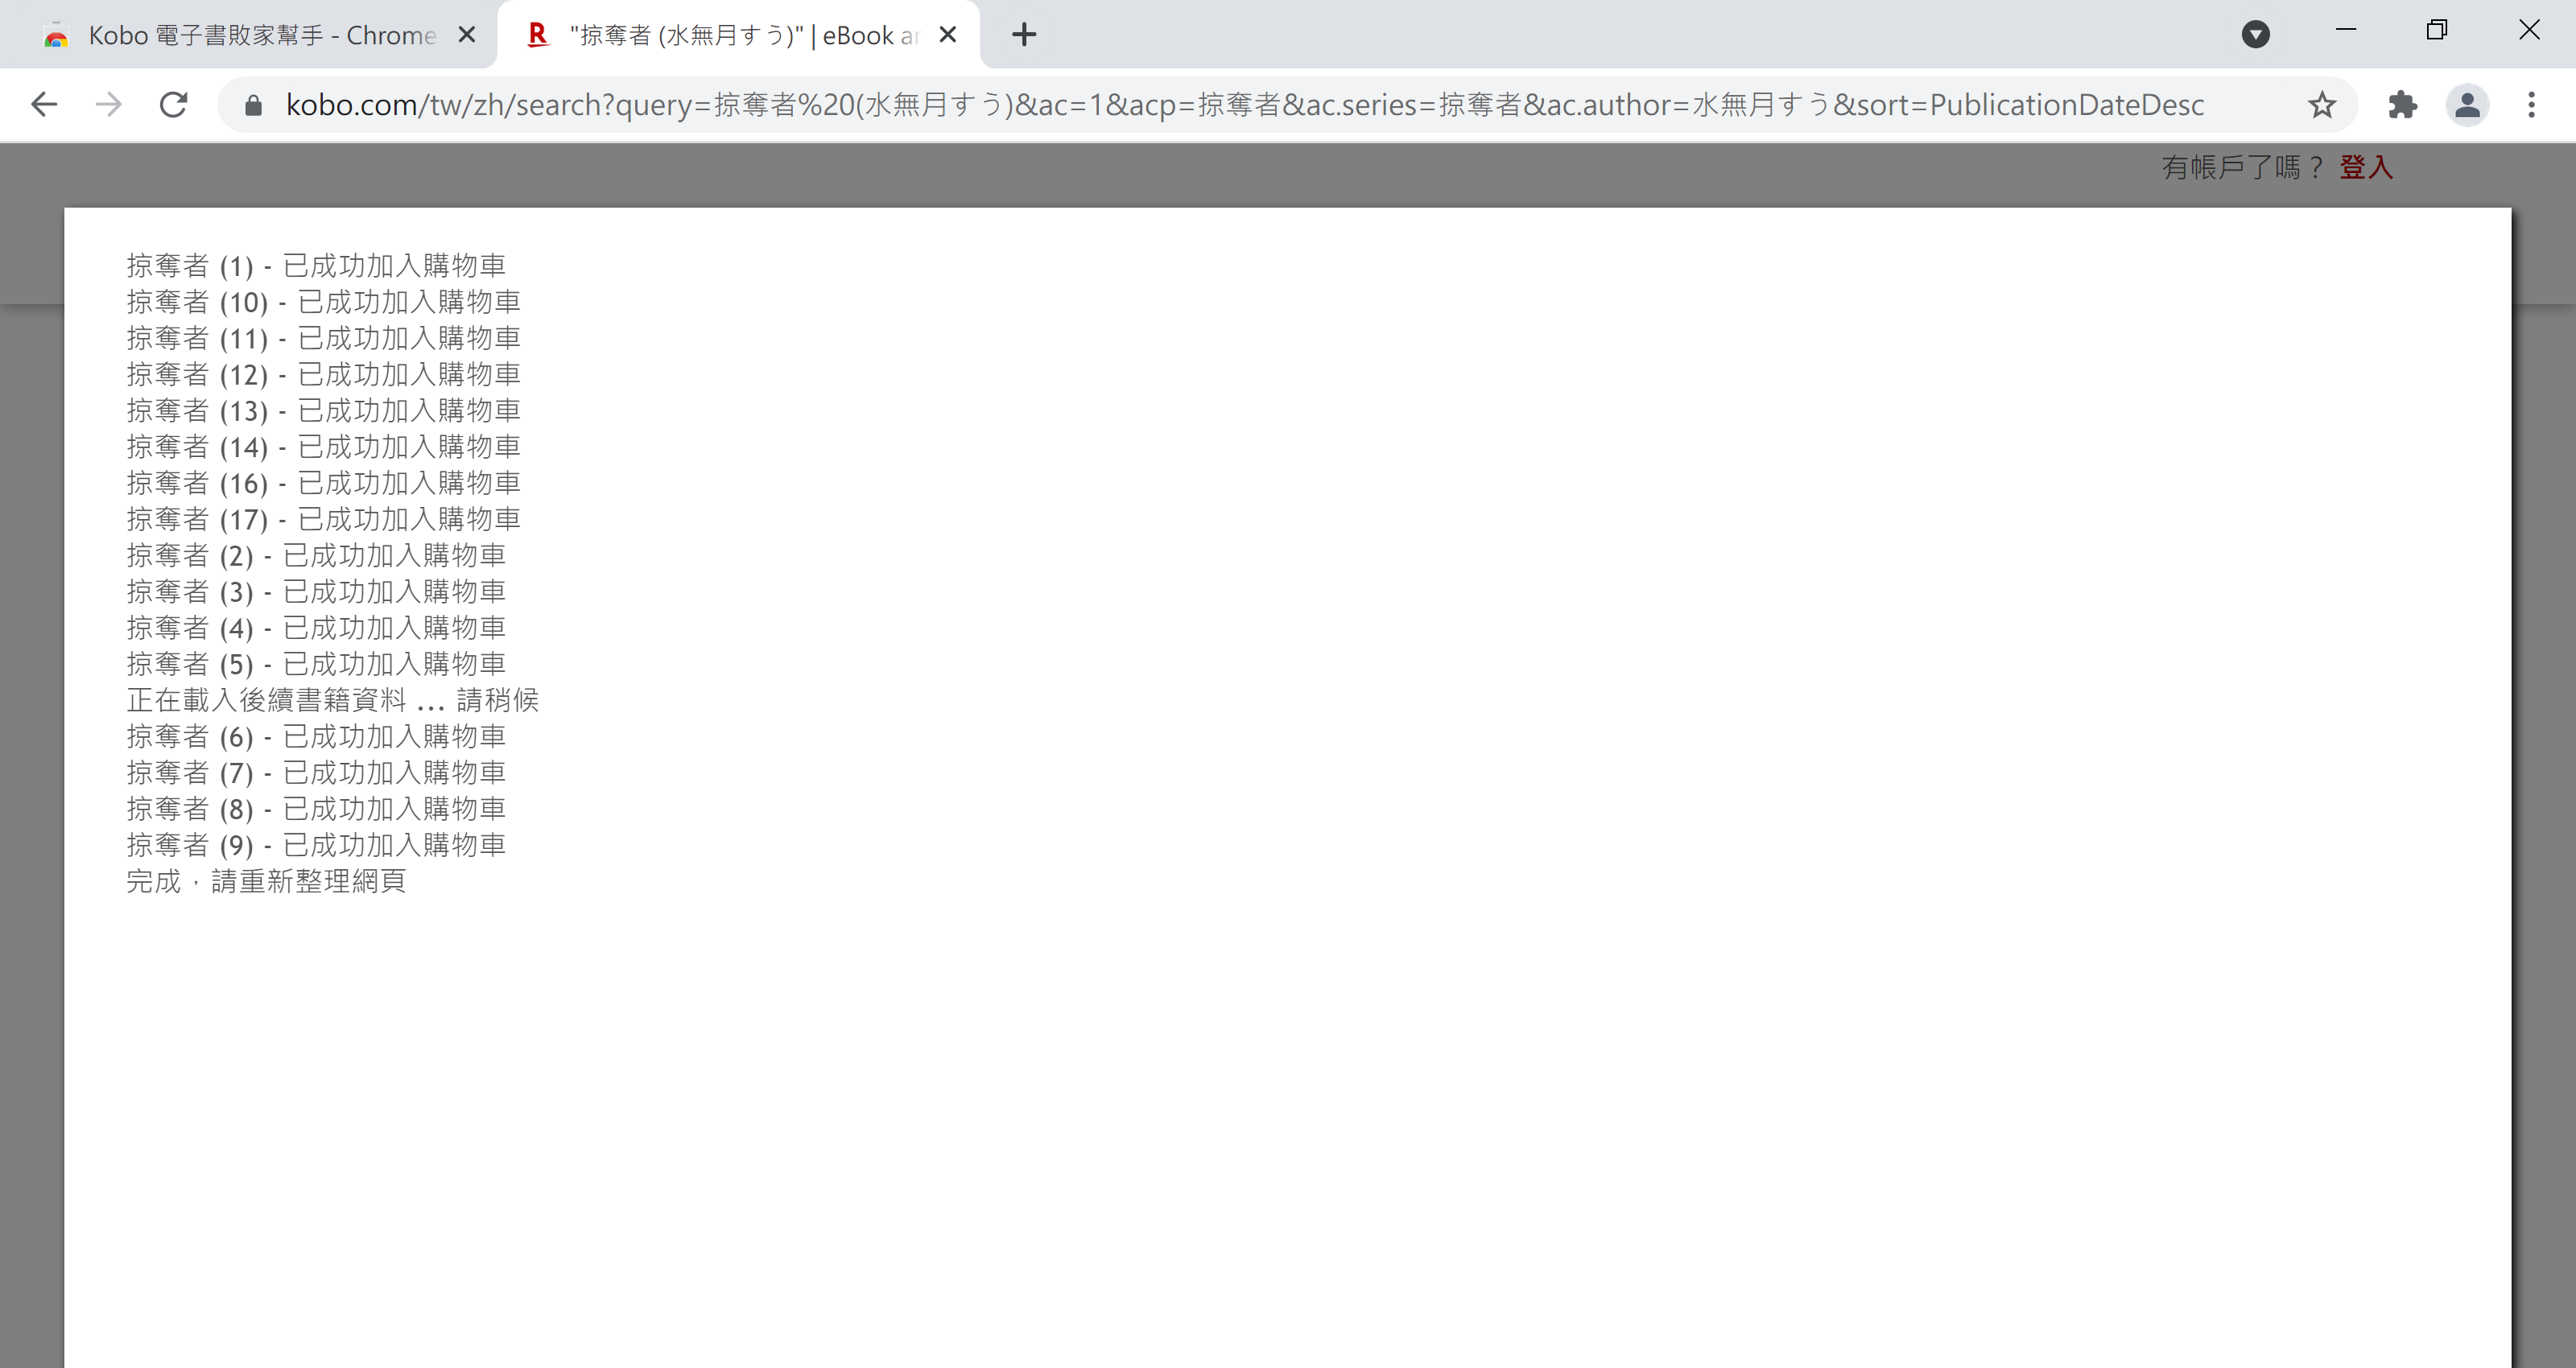 Kobo 電子書敗家幫手 - Chrome
"掠奪者 (水無月すう)" | eBook ar
kobo.com/tw/zh/search?query=掠奪者%20(水無月すう)&ac=1&acp=掠奪者&ac.series=掠奪者&ac.author=水無月すう&sort=PublicationDateDesc
有帳戶了嗎？ 登入
掠奪者 (1) - 已成功加入購物車
掠奪者 (10) - 已成功加入購物車
掠奪者 (11) - 已成功加入購物車
掠奪者 (12) - 已成功加入購物車
掠奪者 (13) - 已成功加入購物車
掠奪者 (14) - 已成功加入購物車
掠奪者 (16) - 已成功加入購物車
掠奪者 (17) - 已成功加入購物車
掠奪者 (2) - 已成功加入購物車
掠奪者 (3) - 已成功加入購物車
掠奪者 (4) - 已成功加入購物車
掠奪者 (5) - 已成功加入購物車
正在載入後續書籍資料 ... 請稍候
掠奪者 (6) - 已成功加入購物車
掠奪者 (7) - 已成功加入購物車
掠奪者 (8) - 已成功加入購物車
掠奪者 (9) - 已成功加入購物車
完成，請重新整理網頁